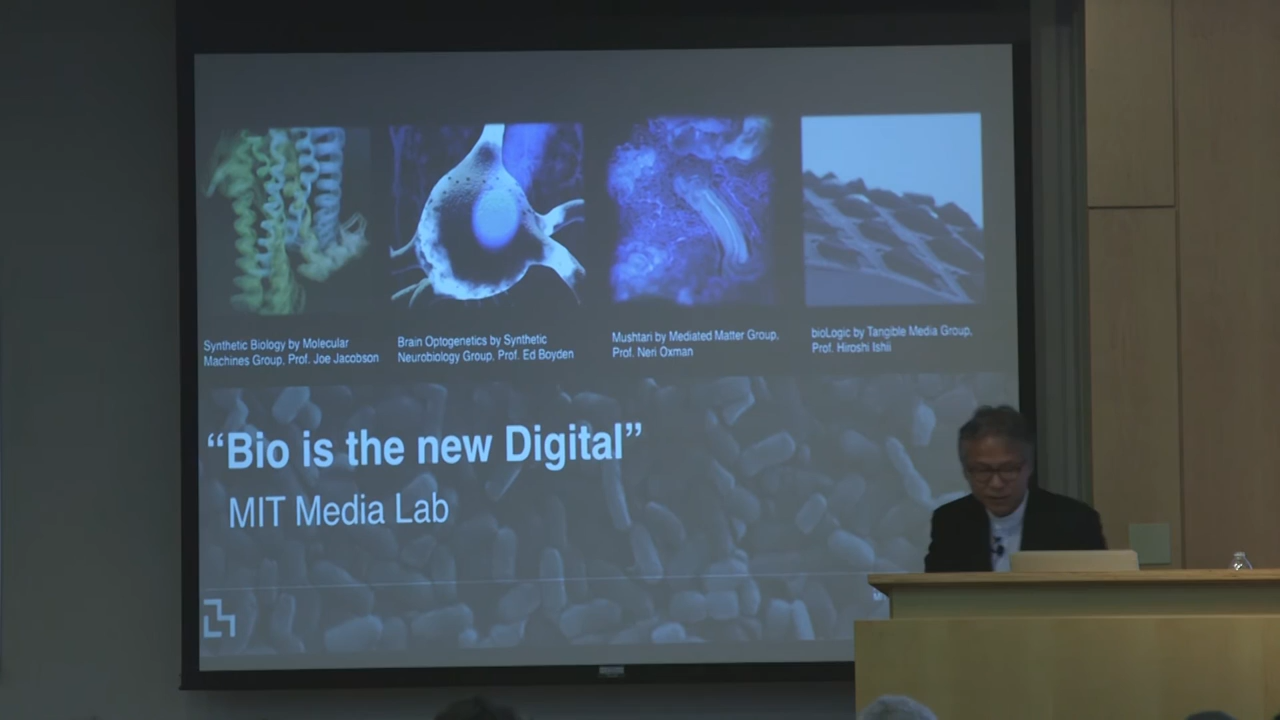 Synthetic Biology by Molecular
Machines Group, Prof. Joe Jacobson
Brain Optogenetics by Synthetic
Neurobiology Group, Prof. Ed Boyden
Mushtari by Mediated Matter Group,
Prof. Neri Oxman
bioLogic by Tangible Media Group,
Prof. Hiroshi Ishii
“Bio is the new Digital”
MIT Media Lab